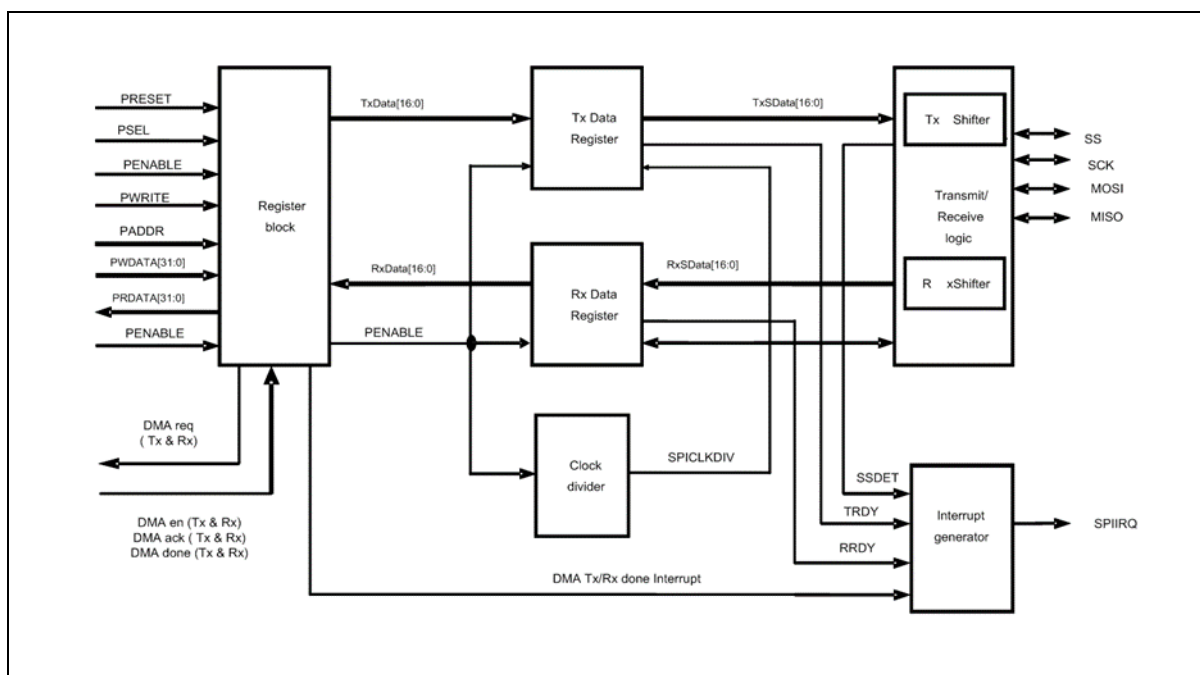 PRESET
PSEL
PENABLE
PWRITE
PADDR
PWDATA[31:0]
PRDATA[31:0]
PENABLE
Register
block
DMA req
( Tx & Rx)
DMA en (Tx & Rx)
DMA ack ( Tx & Rx)
DMA done (Tx & Rx)
TxData[16:0]
RxData[16:0]
PENABLE
Tx Data
Register
Rx Data
Register
Clock
divider
SPICLKDIV
DMA Tx/Rx done Interrupt
TxSData[16:0]
RxSData[16:0]
Tx Shifter
Transmit/
Receive
logic
R xShifter
SS
SCK
MOSI
MISO
SSDET
TRDY
RRDY
Interrupt
generator
SPIIRQ